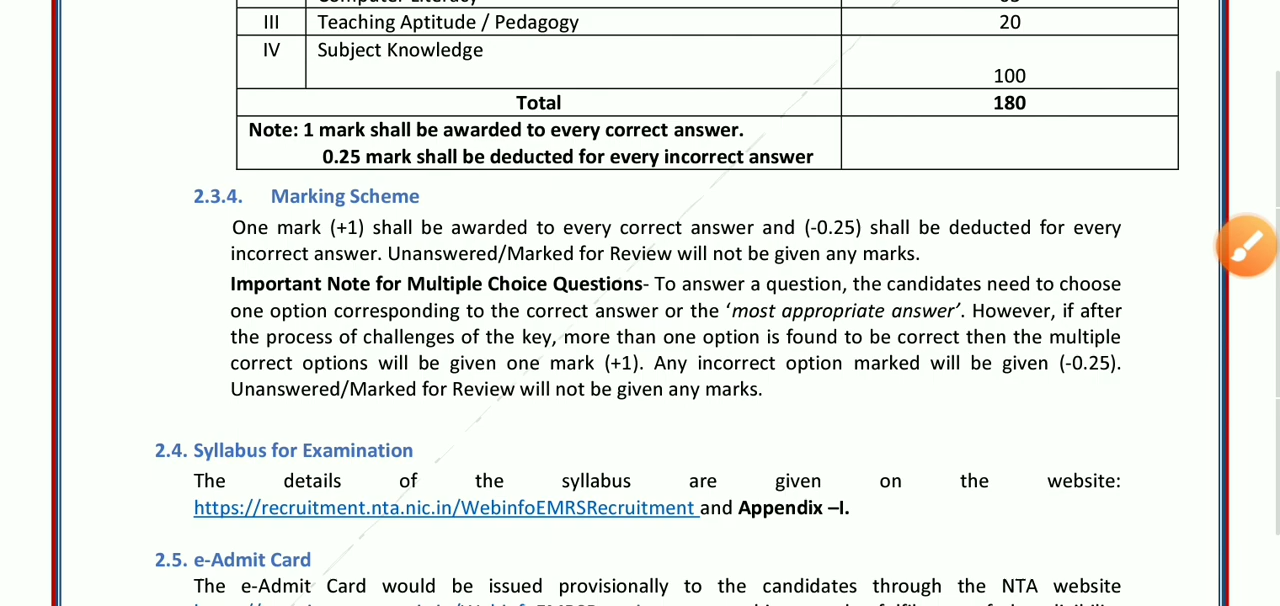 III Teaching Aptitude / Pedagogy 20
IV Subject Knowledge
100
Total 180
Note: 1 mark shall be awarded to every correct answer.
0.25 mark shall be deducted for every incorrect answer
2.3.4. Marking Scheme
One mark (+1) shall be awarded to every correct answer and (-0.25) shall be deducted for every
incorrect answer. Unanswered/Marked for Review will not be given any marks.
Important Note for Multiple Choice Questions- To answer a question, the candidates need to choose
one option corresponding to the correct answer or the ‘most appropriate answer’. However, if after
the process of challenges of the key, more than one option is found to be correct then the multiple
correct options will be given one mark (+1). Any incorrect option marked will be given (-0.25).
Unanswered/Marked for Review will not be given any marks.
2.4. Syllabus for Examination
The details of the syllabus are given on the website:
https://recruitment.nta.nic.in/WebinfoEMRSRecruitment and Appendix –I.
2.5. e-Admit Card
The e-Admit Card would be issued provisionally to the candidates through the NTA website